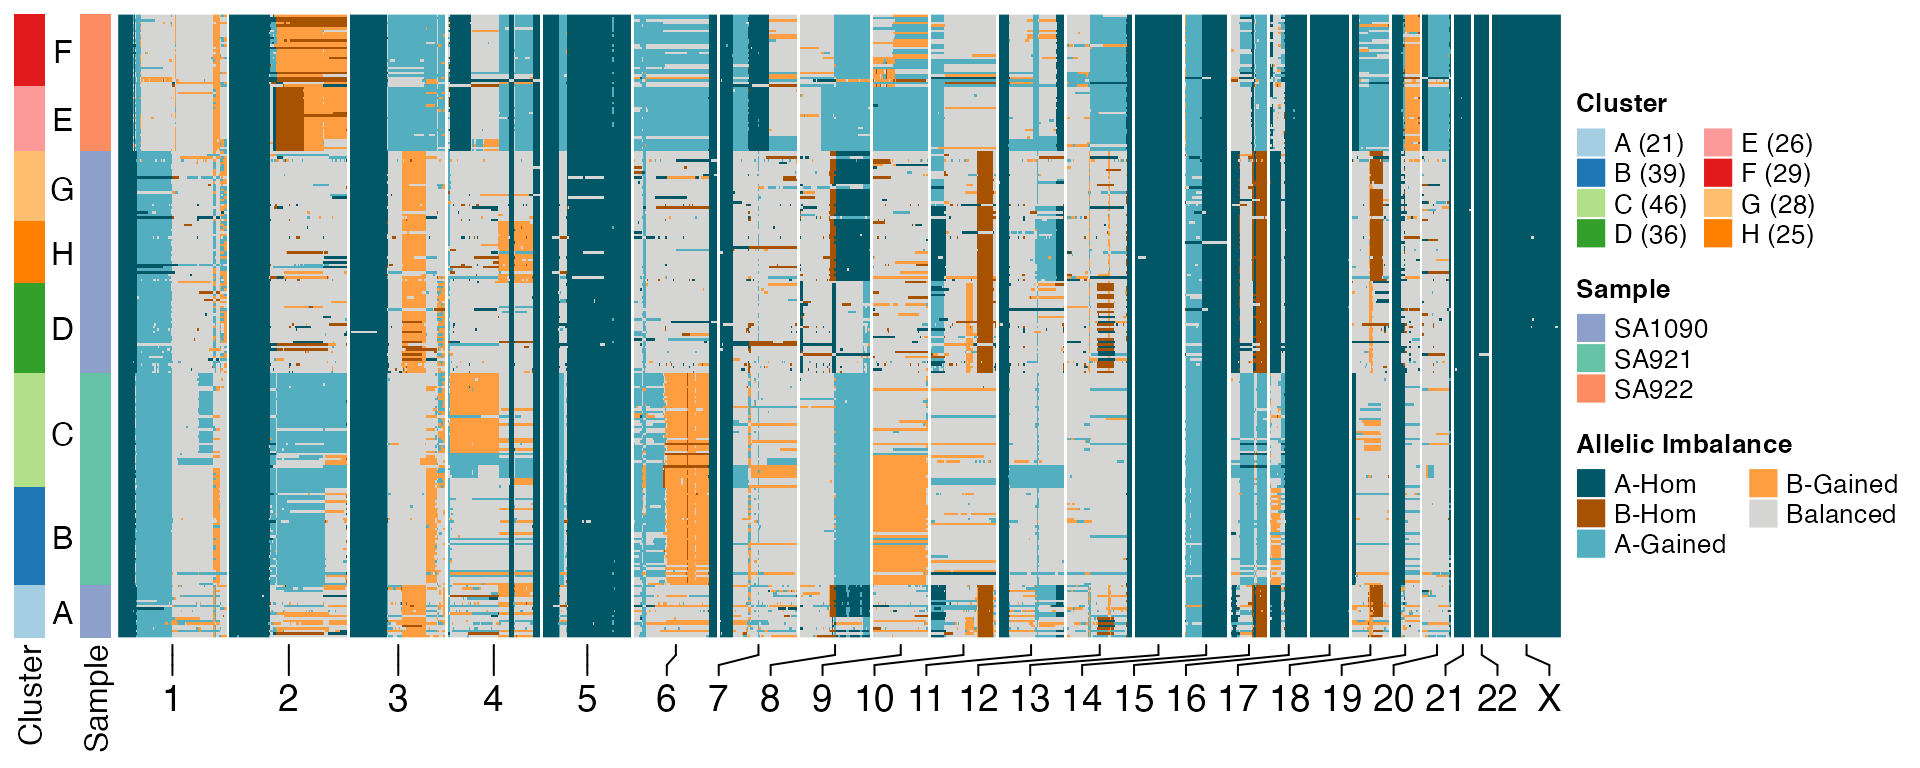 F
E
G
H
D
C
B
A
Cluster
Sample
1 2 3 4 5 6 7 8 9 10 11 12 13 14 15 16 17 18 19 20 21 22 X
Cluster
A (21) E (26)
B (39) F (29)
C (46) G (28)
D (36) H (25)
Sample
SA1090
SA921
SA922
Allelic Imbalance
A-Hom B-Gained
B-Hom Balanced
A-Gained